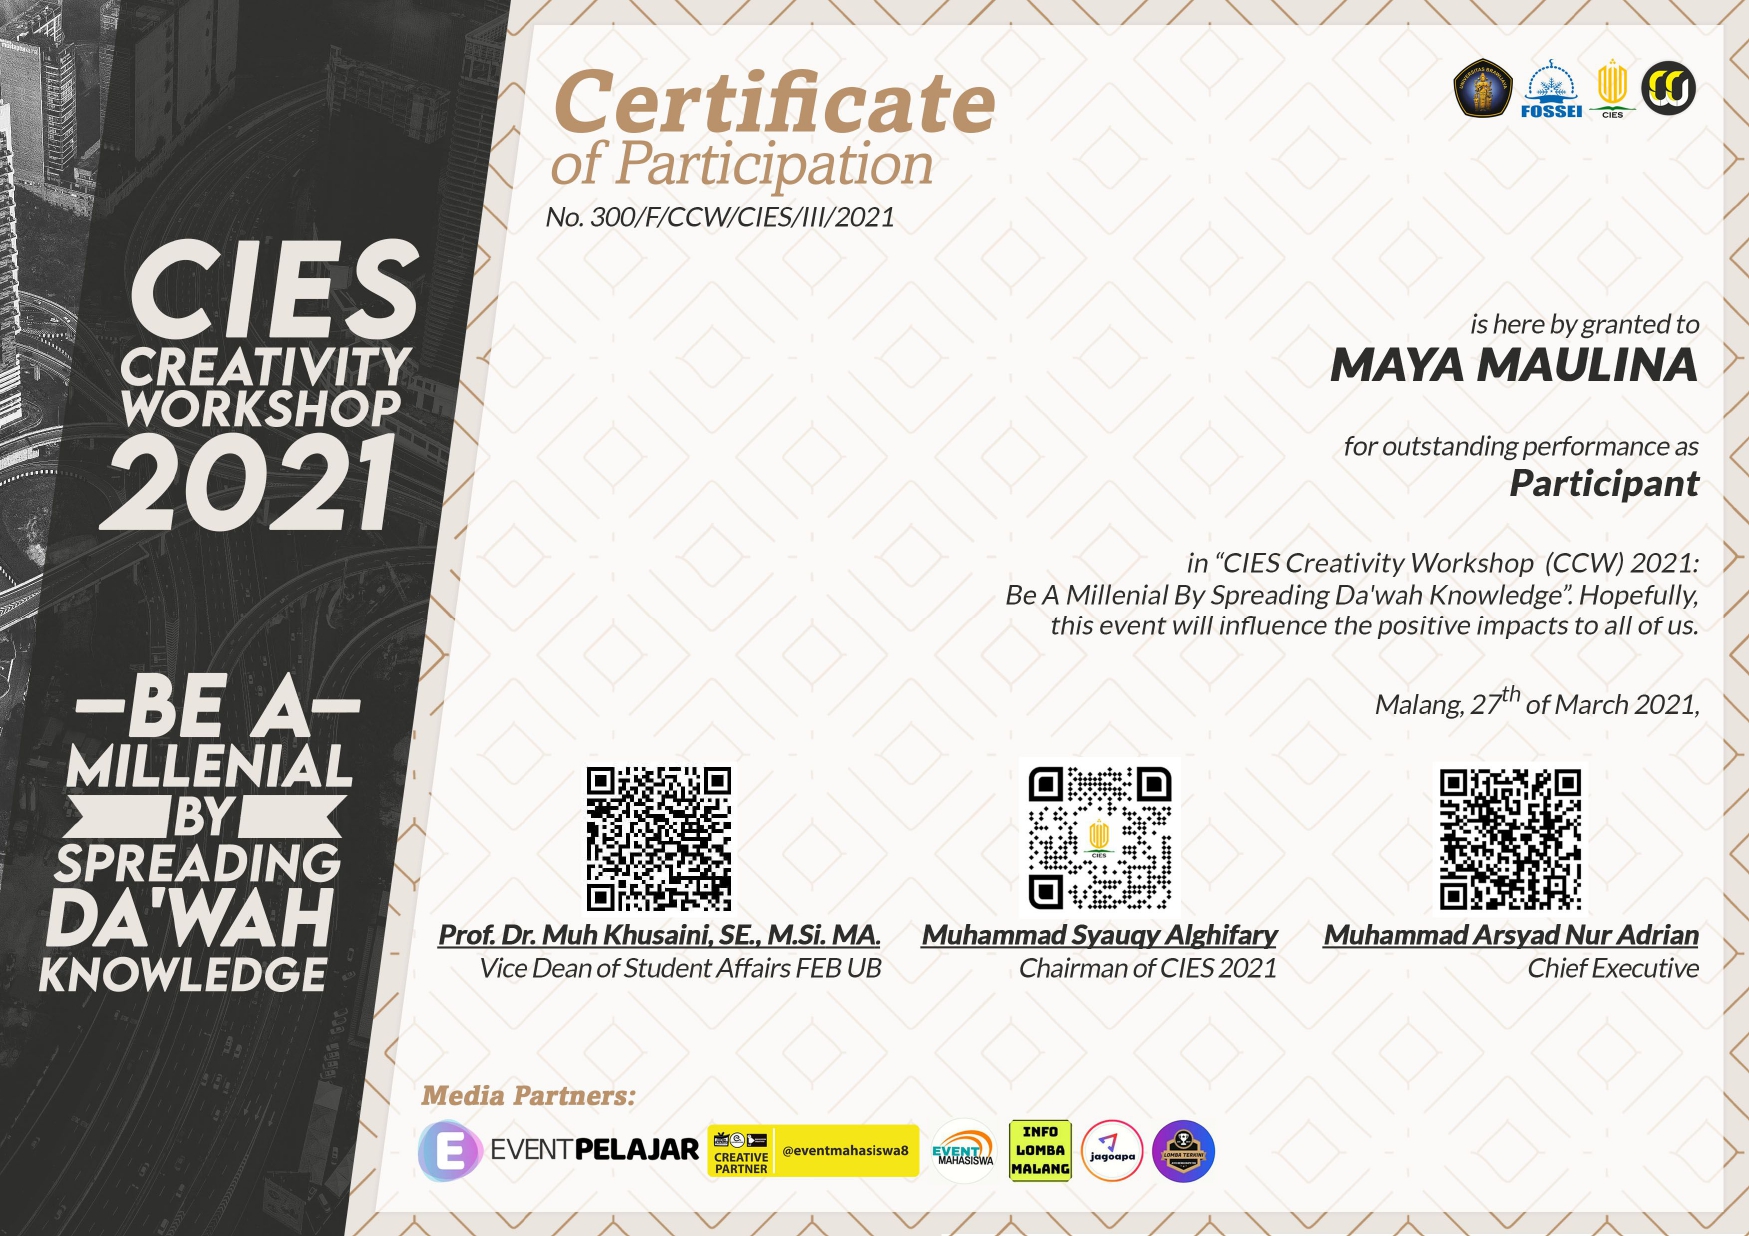 CIES
CREATIVITY
WORKSHOP
2021
–BE A–
MILLENIAL
BY
SPREADING
DA'WAH
KNOWLEDGE
Certificate
of Participation
No. 300/F/CCW/CIES/III/2021
UNIVERSITAS BRAWIJAYA
FOSSEI
CIES
is here by granted to
MAYA MAULINA
for outstanding performance as
Participant
in “CIES Creativity Workshop (CCW) 2021:
Be A Millenial By Spreading Da'wah Knowledge”. Hopefully,
this event will influence the positive impacts to all of us.
Malang, 27th of March 2021,
CIES
Prof. Dr. Muh Khusaini, SE., M.Si. MA.
Vice Dean of Student Affairs FEB UB
Muhammad Syauqy Alghifary
Chairman of CIES 2021
Muhammad Arsyad Nur Adrian
Chief Executive
Media Partners:
E EVENTPELAJAR
CREATIVE
PARTNER
@eventmahasiswa8
EVENT
MAHASISWA
INFO
LOMBA
MALANG
jagoapa
LOMBA TERKINI